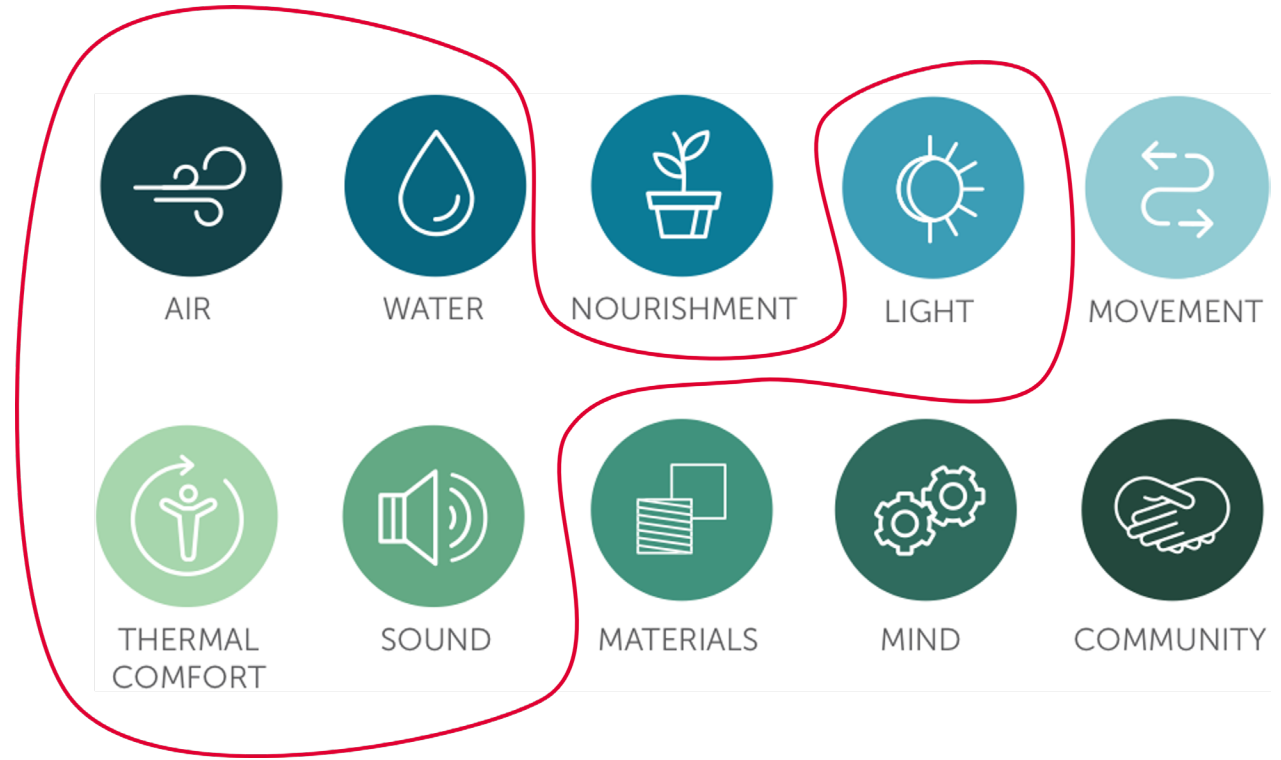 AIR
WATER
NOURISHMENT
LIGHT
MOVEMENT
THERMAL
COMFORT
SOUND
MATERIALS
MIND
COMMUNITY